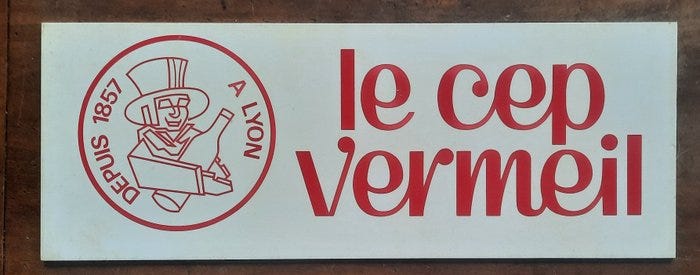 DEPUIS 1857
A LYON
le cep
vermeil